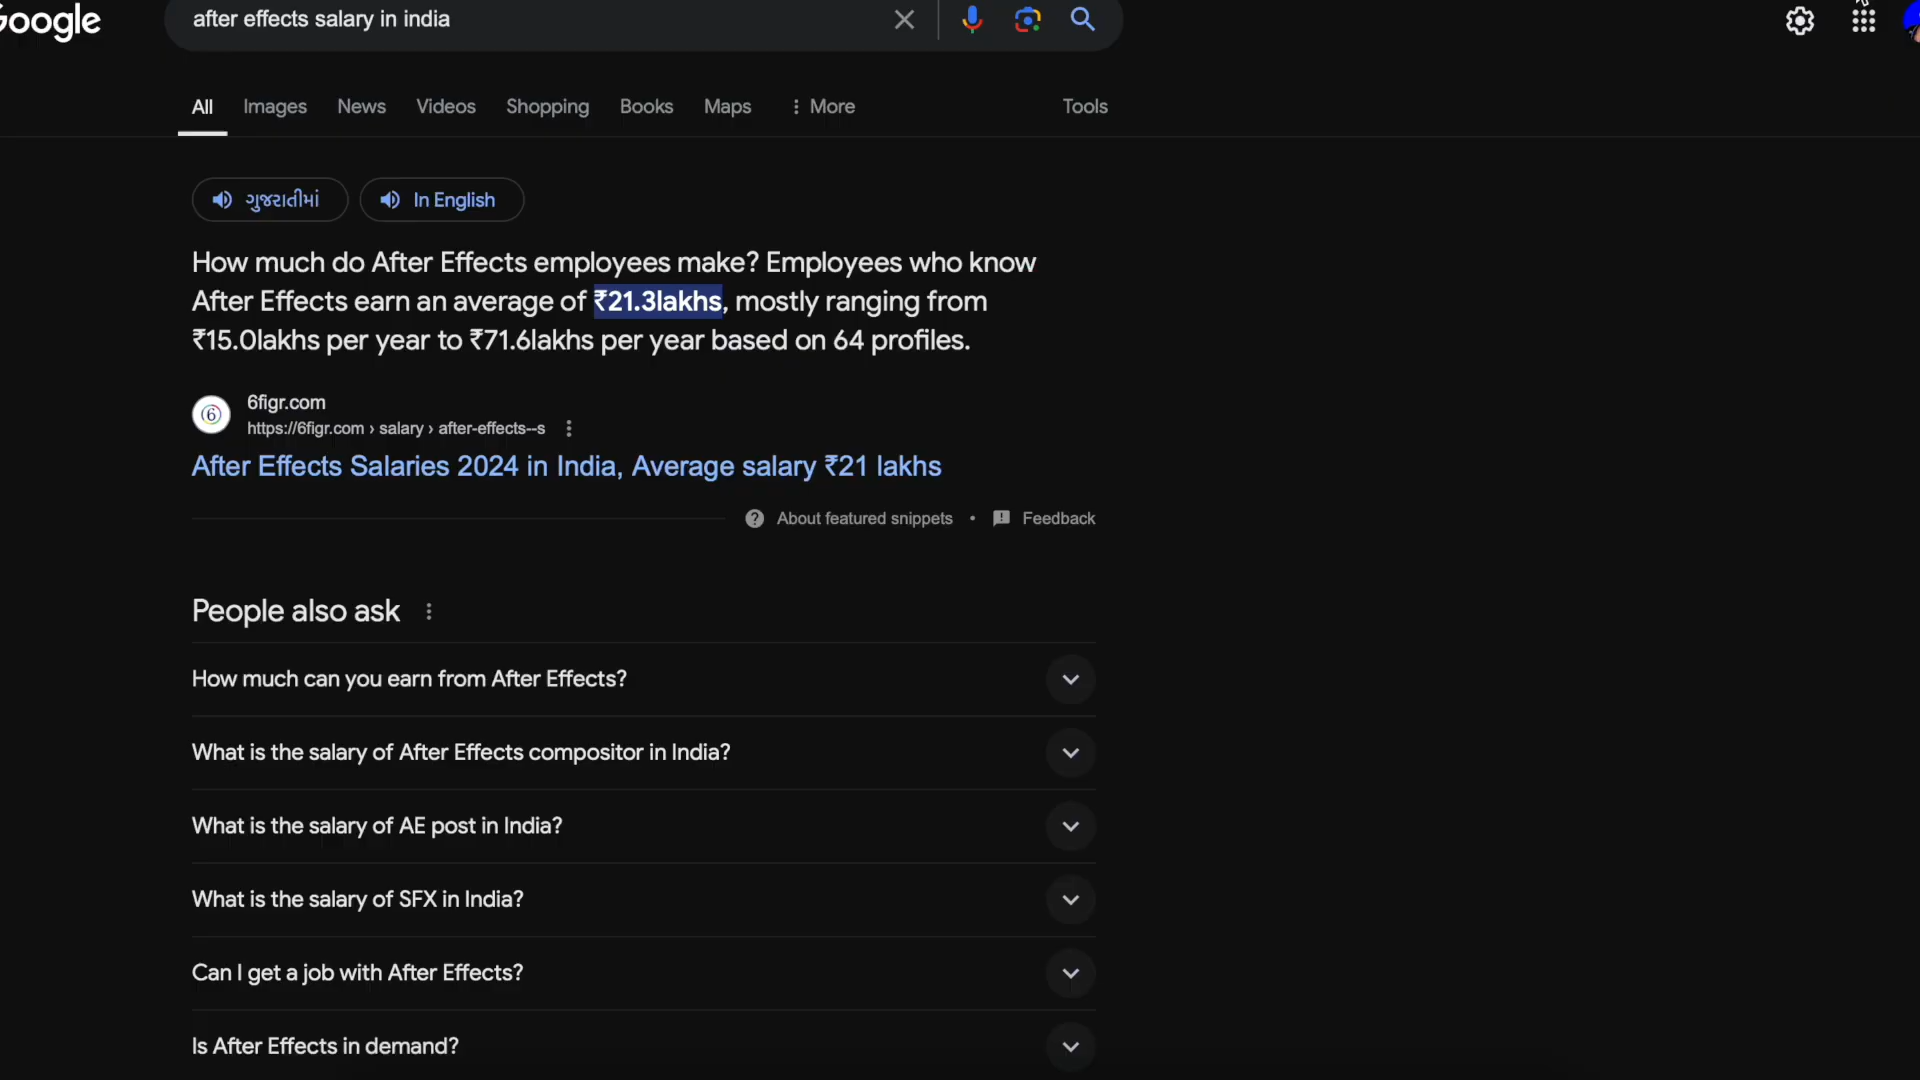 Google
after effects salary in india
All Images News Videos Shopping Books Maps More Tools
ગુજરાતીમાં In English
How much do After Effects employees make? Employees who know
After Effects earn an average of ₹21.3lakhs, mostly ranging from
₹15.0lakhs per year to ₹71.6lakhs per year based on 64 profiles.
6
6figr.com
https://6figr.com › salary › after-effects--s
After Effects Salaries 2024 in India, Average salary ₹21 lakhs
About featured snippets • Feedback
People also ask
How much can you earn from After Effects?
What is the salary of After Effects compositor in India?
What is the salary of AE post in India?
What is the salary of SFX in India?
Can I get a job with After Effects?
Is After Effects in demand?